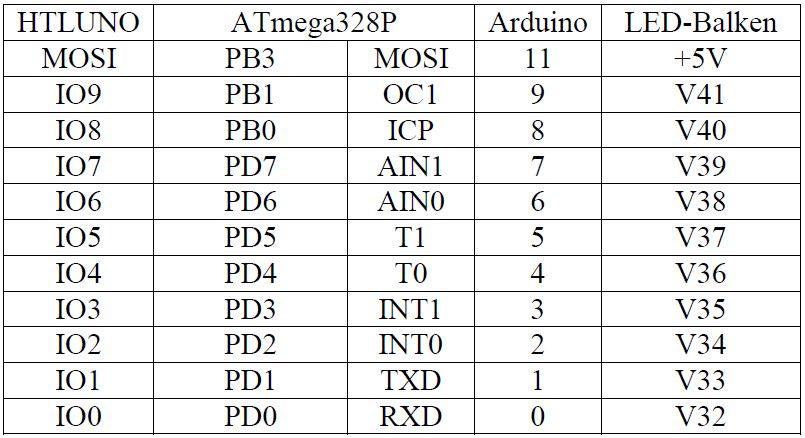 HTLUNO ATmega328P Arduino LED-Balken
MOSI PB3 MOSI 11 +5V
IO9 PB1 OC1 9 V41
IO8 PB0 ICP 8 V40
IO7 PD7 AIN1 7 V39
IO6 PD6 AIN0 6 V38
IO5 PD5 T1 5 V37
IO4 PD4 T0 4 V36
IO3 PD3 INT1 3 V35
IO2 PD2 INT0 2 V34
IO1 PD1 TXD 1 V33
IO0 PD0 RXD 0 V32